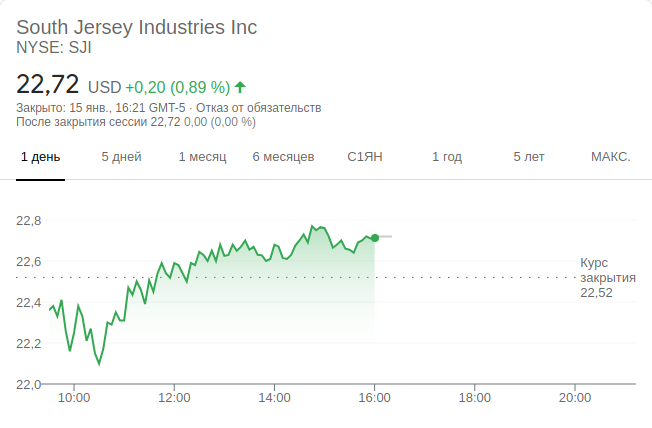 South Jersey Industries Inc
NYSE: SJI
22,72 USD +0,20 (0,89 %)
Закрыто: 15 янв., 16:21 GMT-5 · Отказ от обязательств
После закрытия сессии 22,72 0,00 (0,00 %)
1 день 5 дней 1 месяц 6 месяцев С1ЯН 1 год 5 лет МАКС.
22,8
22,6
Курс
закрытия
22,52
22,4
22,2
22,0
10:00 12:00 14:00 16:00 18:00 20:00